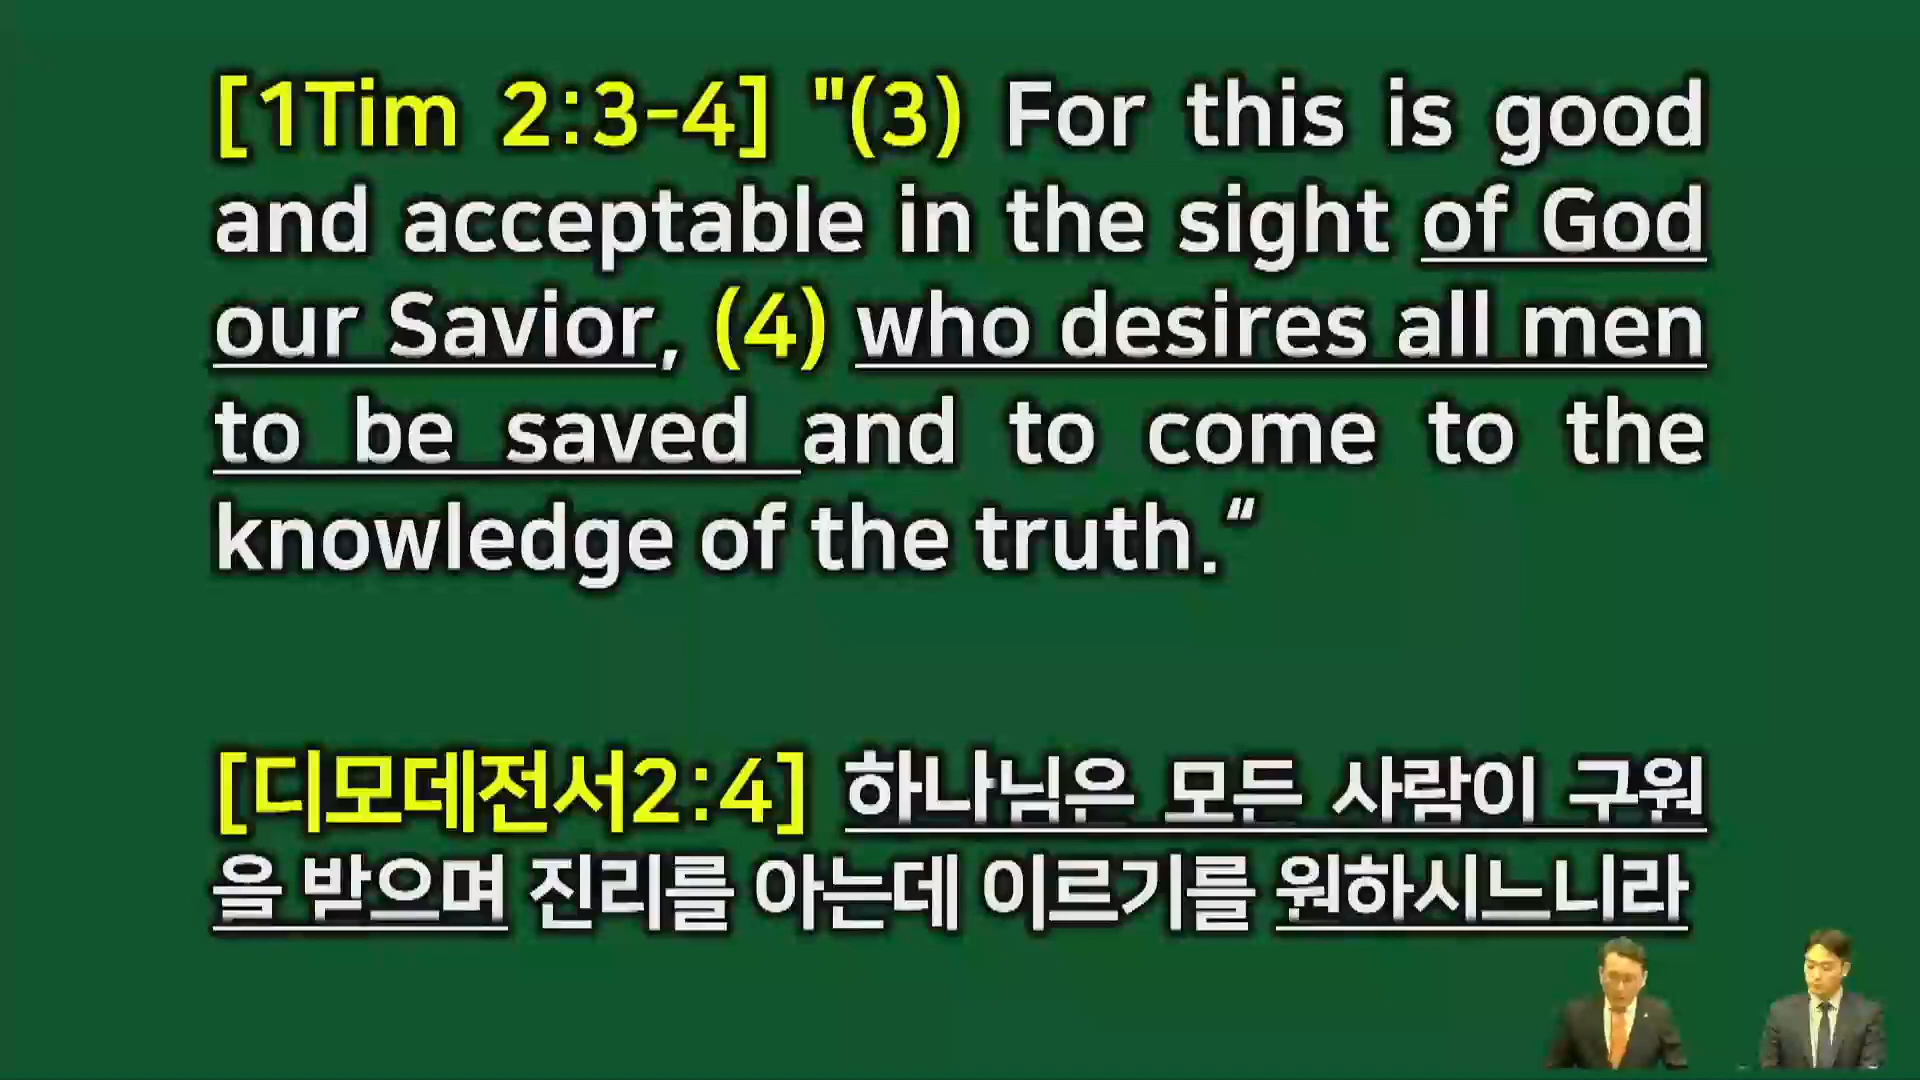 [1Tim 2:3-4] "(3) For this is good
and acceptable in the sight of God
our Savior, (4) who desires all men
to be saved and to come to the
knowledge of the truth.“
[디모데전서2:4] 하나님은 모든 사람이 구원
을 받으며 진리를 아는데 이르기를 원하시느니라